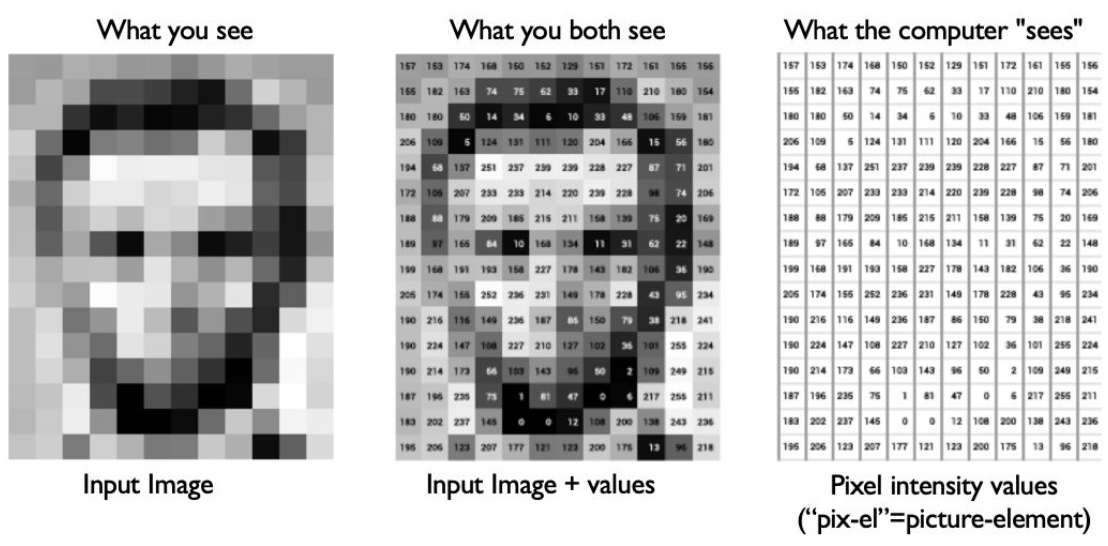 What you see
What you both see
What the computer "sees"
157 153 174 168 150 152 129 151 172 161 155 156
155 182 163 74 75 62 33 17 110 210 180 154
180 180 50 14 34 6 10 33 48 106 159 181
206 109 5 124 131 111 120 204 166 15 56 180
194 68 137 251 237 239 239 228 227 87 71 201
172 105 207 233 233 214 220 239 228 98 74 206
188 88 179 209 185 215 211 158 139 75 20 169
189 97 165 84 10 168 134 11 31 62 22 148
199 168 191 193 158 227 178 143 182 106 36 190
205 174 155 252 236 231 149 178 228 43 95 234
190 216 116 149 236 187 86 150 79 38 218 241
190 224 147 108 227 210 127 102 36 101 255 224
190 214 173 66 103 143 96 50 2 109 249 215
187 196 235 75 1 81 47 0 6 217 255 211
183 202 237 145 0 0 12 108 200 138 243 236
195 206 123 207 177 121 123 200 175 13 96 218
157 153 174 168 150 152 129 151 172 161 155 156
155 182 163 74 75 62 33 17 110 210 180 154
180 180 50 14 34 6 10 33 48 106 159 181
206 109 5 124 131 111 120 204 166 15 56 180
194 68 137 251 237 239 239 228 227 87 71 201
172 105 207 233 233 214 220 239 228 98 74 206
188 88 179 209 185 215 211 158 139 75 20 169
189 97 165 84 10 168 134 11 31 62 22 148
199 168 191 193 158 227 178 143 182 106 36 190
205 174 155 252 236 231 149 178 228 43 95 234
190 216 116 149 236 187 86 150 79 38 218 241
190 224 147 108 227 210 127 102 36 101 255 224
190 214 173 66 103 143 96 50 2 109 249 215
187 196 235 75 1 81 47 0 6 217 255 211
183 202 237 145 0 0 12 108 200 138 243 236
195 206 123 207 177 121 123 200 175 13 96 218
Input Image
Input Image + values
Pixel intensity values
(“pix-el”=picture-element)